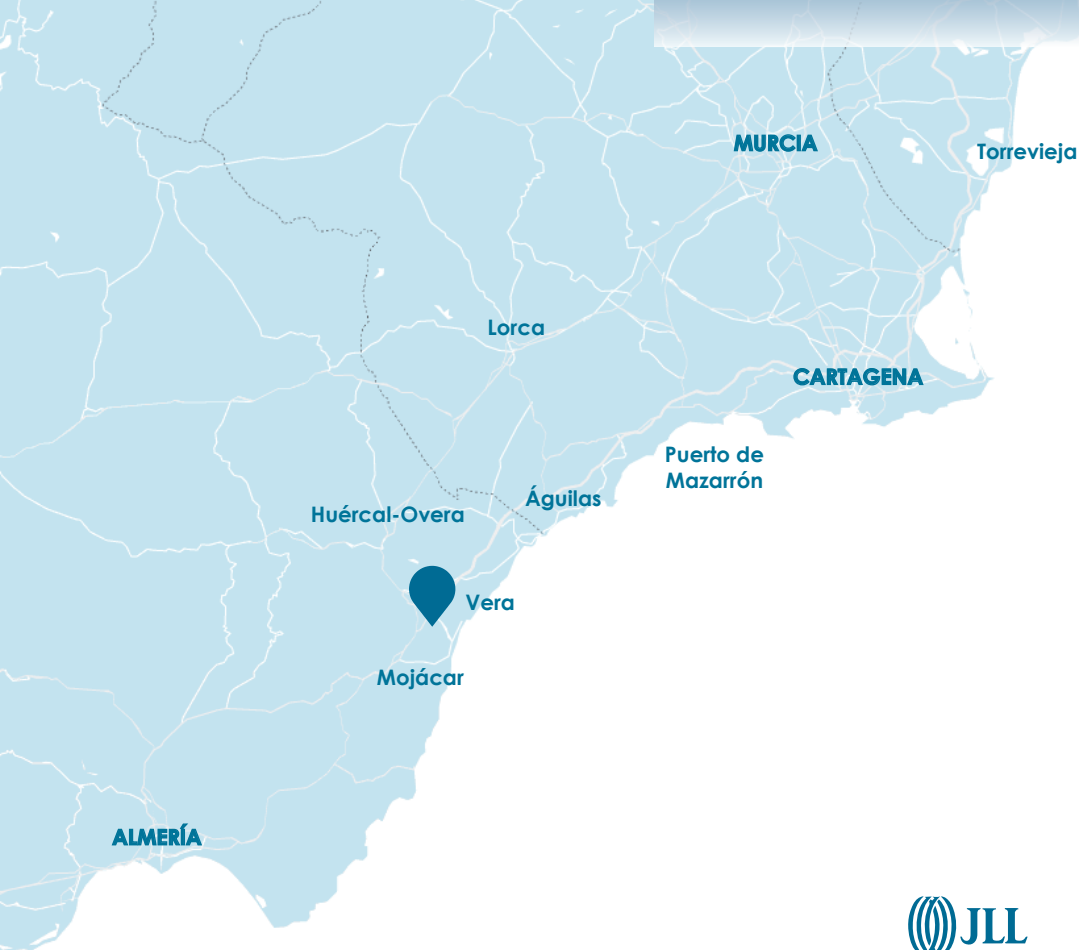 MURCIA
Torrevieja
Lorca
CARTAGENA
Puerto de
Mazarrón
Águilas
Huércal-Overa
Vera
Mojácar
ALMERÍA
JLL